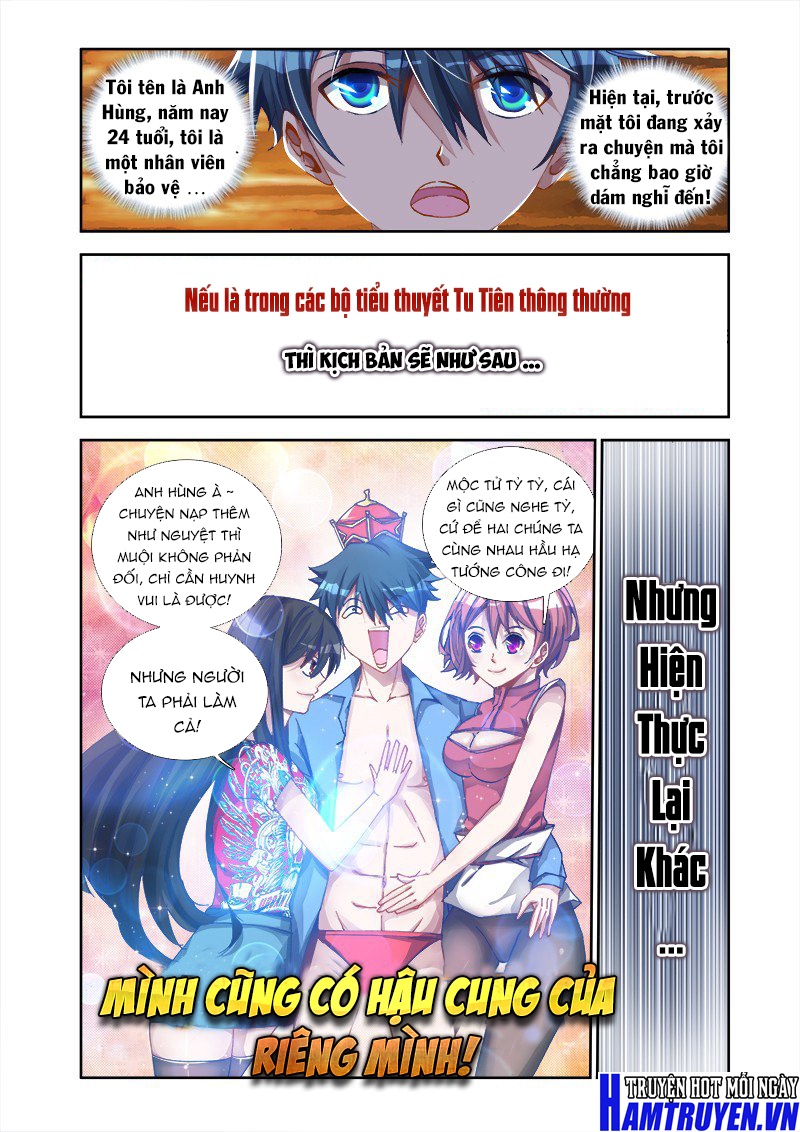 Tôi tên là Anh
Hùng, năm nay
24 tuổi, tôi là
một nhân viên
bảo vệ ...
Hiện tại, trước
mặt tôi đang xảy
ra chuyện mà tôi
chẳng bao giờ
dám nghĩ đến!
Nếu là trong các bộ tiểu thuyết Tu Tiên thông thường
THÌ KỊCH BẢN SẼ NHƯ SAU ...
ANH HÙNG À ~
CHUYỆN NẠP THÊM
NHƯ NGUYỆT THÌ
MUỘI KHÔNG PHẢN
ĐỐI, CHỈ CẦN HUYNH
VUI LÀ ĐƯỢC!
NHƯNG NGƯỜI
TA PHẢI LÀM
CẢ!
MỘC TỬ TỶ TỶ, CÁI
GÌ CŨNG NGHE TỶ,
CỨ ĐỂ HAI CHÚNG TA
CÙNG NHAU HẦU HẠ
TƯỚNG CÔNG ĐI!
MÌNH CŨNG CÓ HẬU CUNG CỦA
RIÊNG MÌNH!
Nhưng
Hiện
Thực
Lại
Khác
...
TRUYỆN HOT MỖI NGÀY
HAMTRUYEN.VN